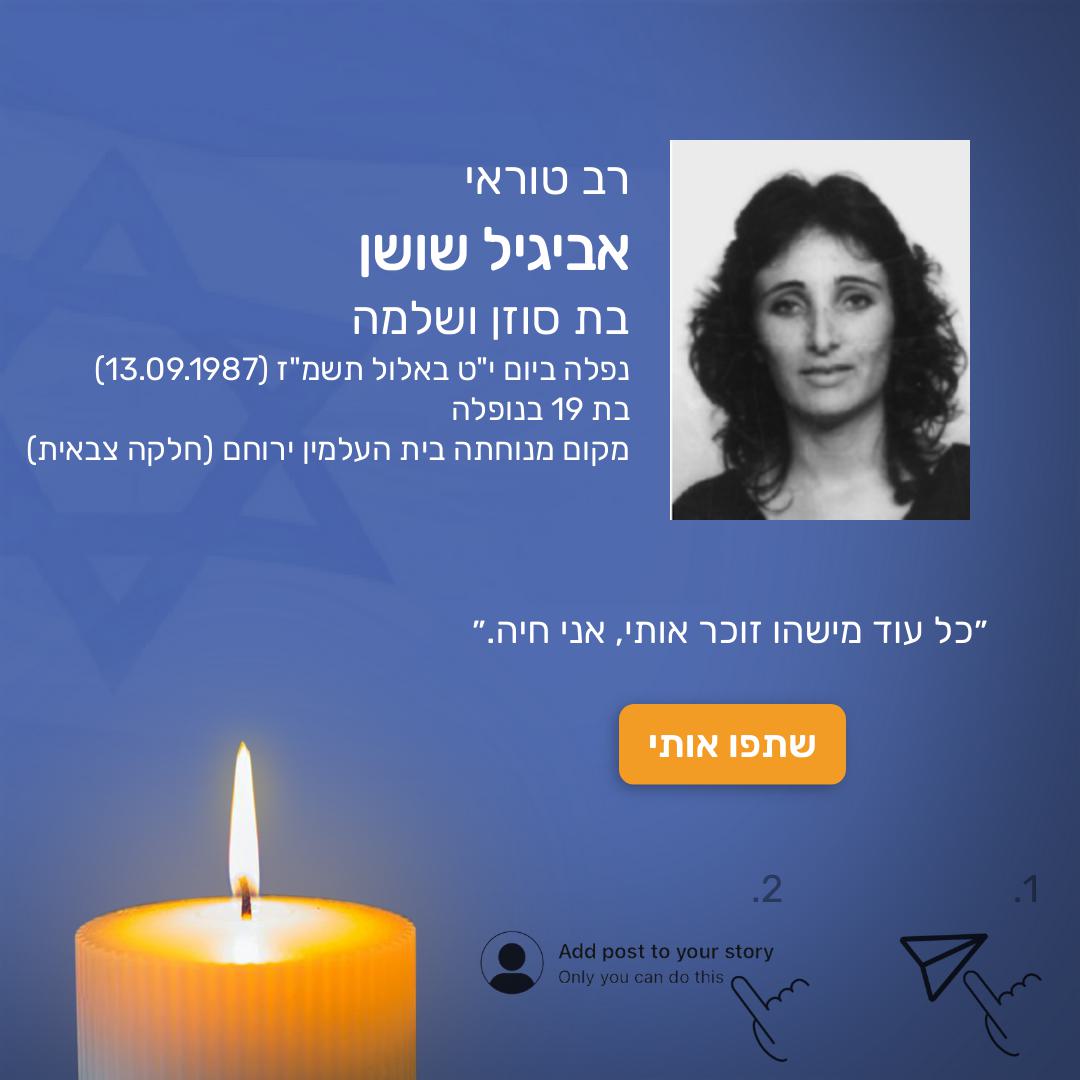 רב טוראי
אביגיל שושן
בת סוזן ושלמה
נפלה ביום י"ט באלול תשמ"ז (13.09.1987)
בת 19 בנופלה
מקום מנוחתה בית העלמין ירוחם (חלקה צבאית)
״כל עוד מישהו זוכר אותי, אני חיה.״
שתפו אותי
1.
2.
Add post to your story
Only you can do this